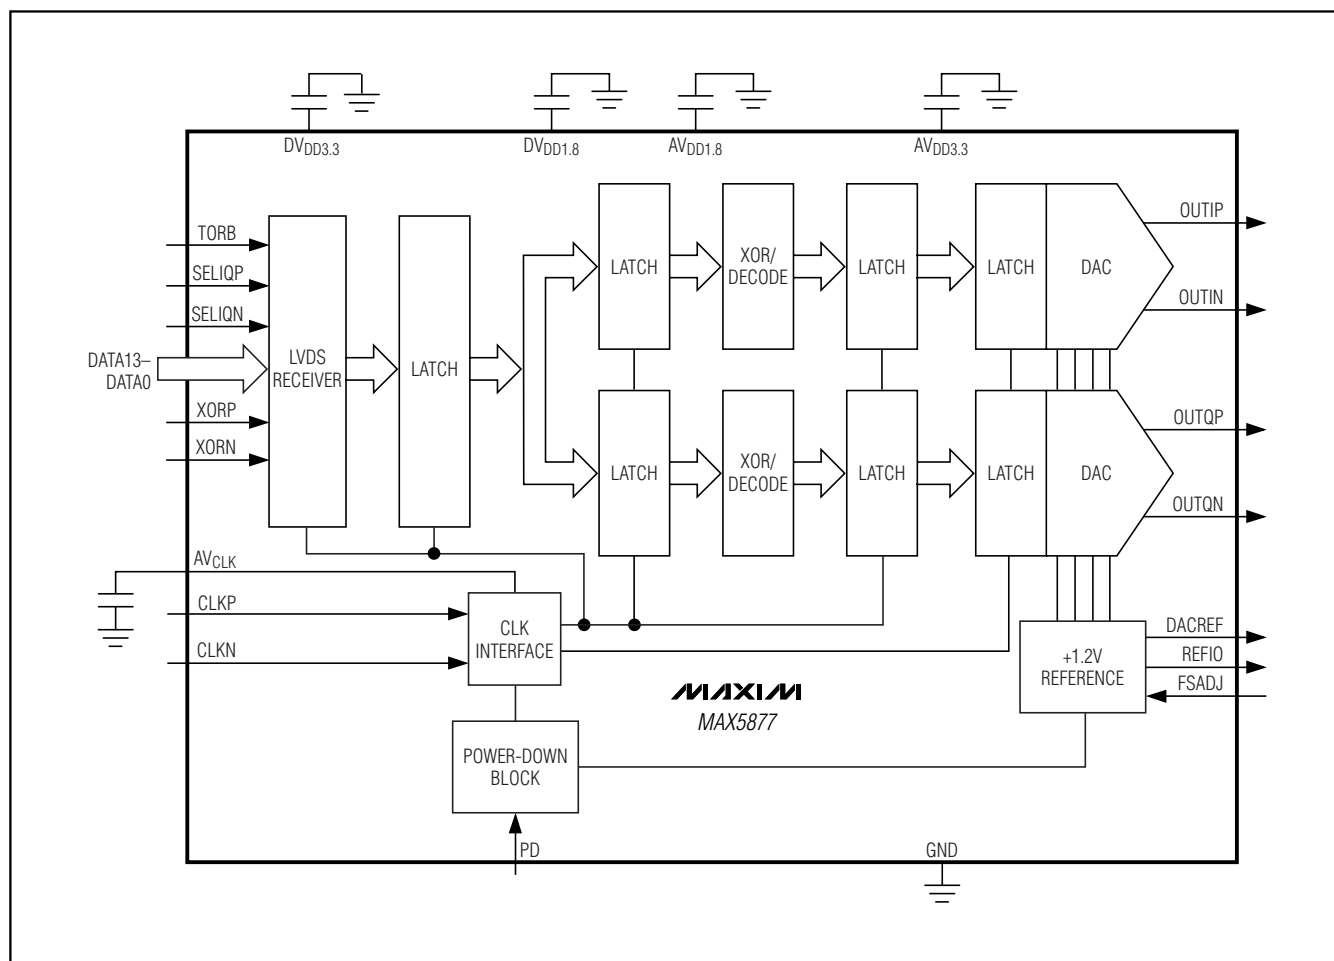 DVDD3.3
DVDD1.8
AVDD1.8
AVDD3.3
TORB
SELIQP
SELIQN
DATA13–
DATA0
XORP
XORN
LVDS
RECEIVER
LATCH
LATCH
XOR/
DECODE
LATCH
LATCH
DAC
OUTIP
OUTIN
LATCH
XOR/
DECODE
LATCH
LATCH
DAC
OUTQP
OUTQN
AVCLK
CLKP
CLKN
CLK
INTERFACE
+1.2V
REFERENCE
DACREF
REFIO
FSADJ
MAXIM
MAX5877
POWER-DOWN
BLOCK
PD
GND